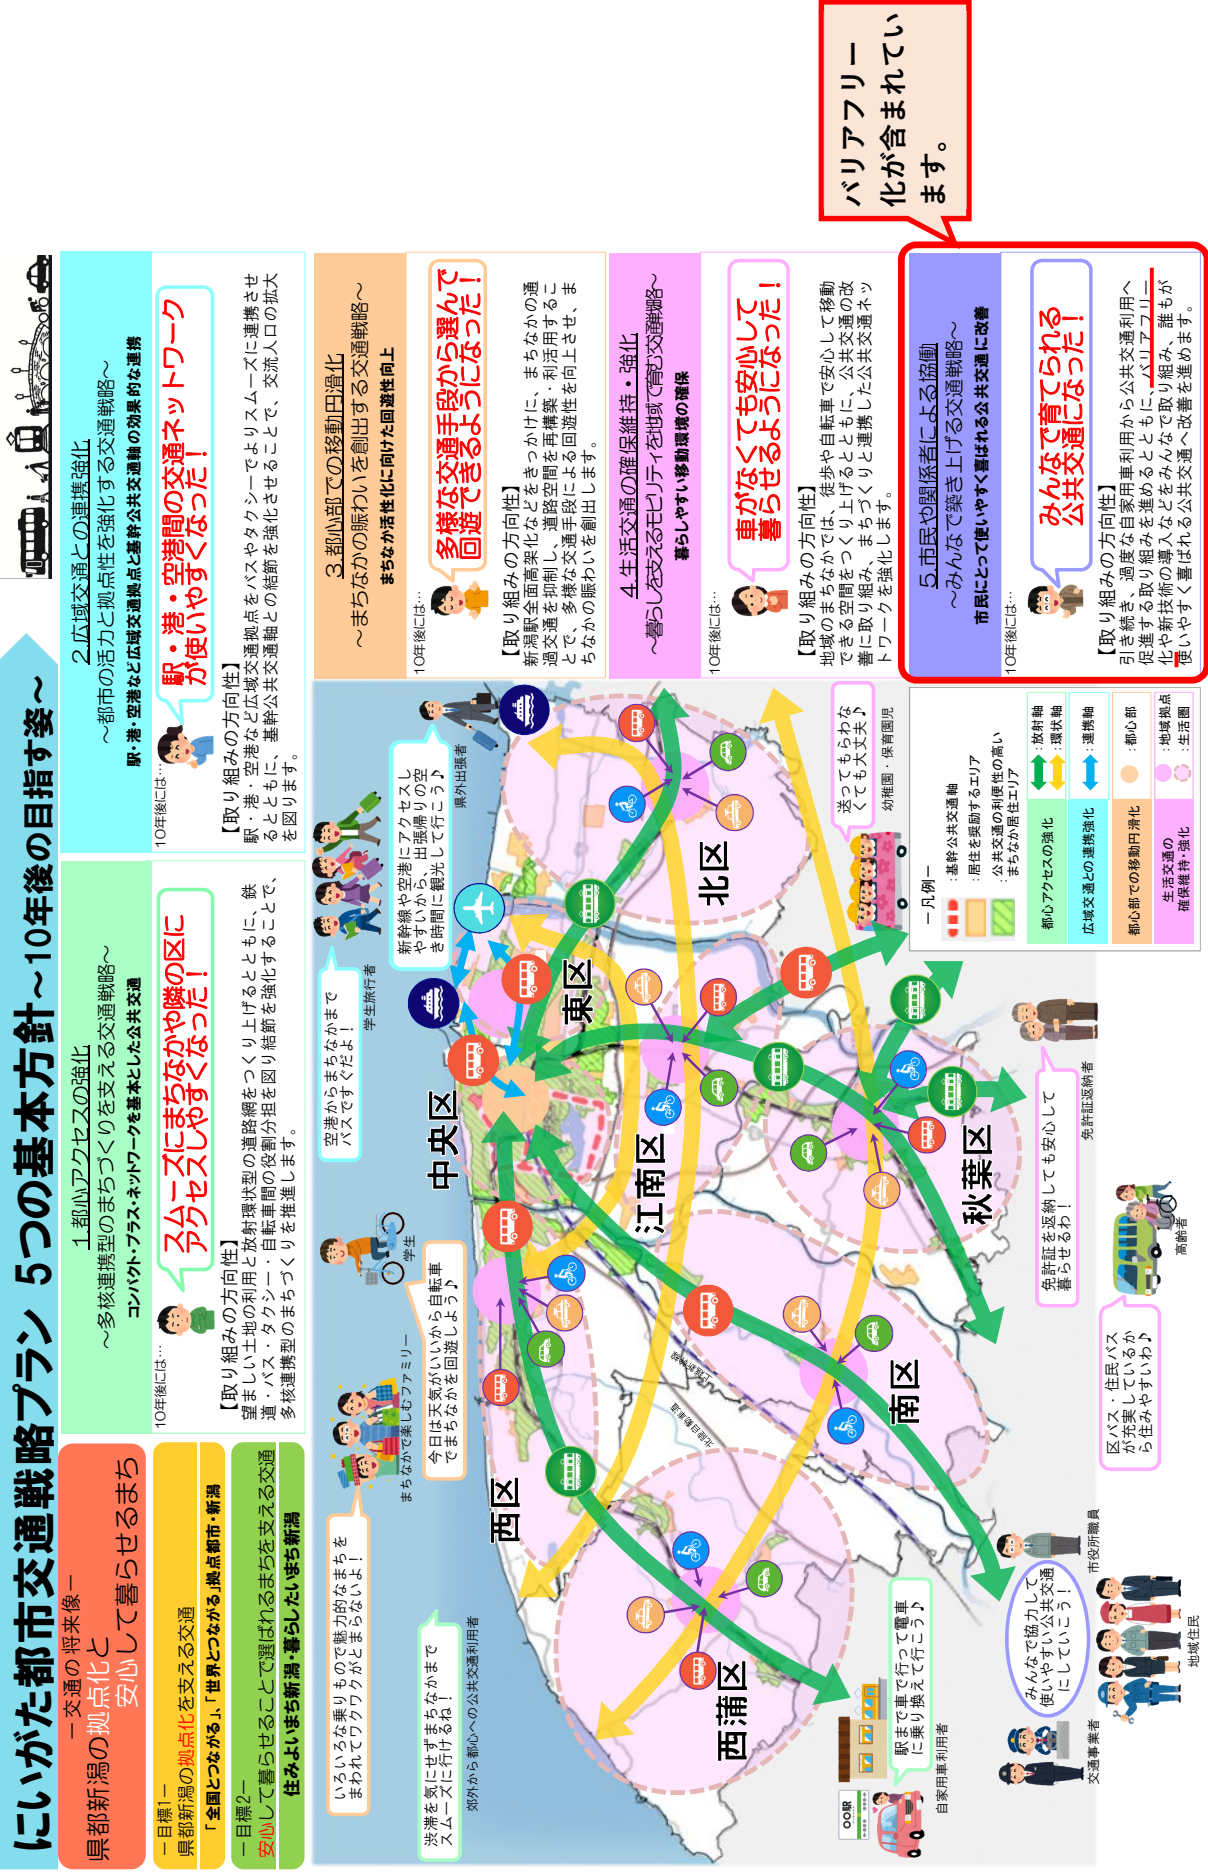 にいがた都市交通戦略プラン 5つの基本方針～10年後の目指す姿～
－交通の将来像－
県都新潟の拠点化と
安心して暮らせるまち
－目標1－
県都新潟の拠点化を支える交通
「全国とつながる」、「世界とつながる」拠点都市・新潟
－目標2－
安心して暮らせることで選ばれるまちを支える交通
住みよいまち新潟・暮らしたいまち新潟
1.都心アクセスの強化
～多核連携型のまちづくりを支える交通戦略～
コンパクト・プラス・ネットワークを基本とした公共交通
10年後には…
スムーズにまちなかや隣の区に
アクセスしやすくなった！
【取り組みの方向性】
望ましい土地の利用と放射環状型の道路網をつくり上げるとともに、鉄
道・バス・タクシー・自転車間の役割分担を図り結節を強化することで、
多核連携型のまちづくりを推進します。
2.広域交通との連携強化
～都市の活力と拠点性を強化する交通戦略～
駅・港・空港など広域交通拠点と基幹公共交通軸の効果的な連携
10年後には…
駅・港・空港間の交通ネットワーク
が使いやすくなった！
【取り組みの方向性】
駅・港・空港など広域交通拠点をバスやタクシーでよりスムーズに連携させ
るとともに、基幹公共交通軸との結節を強化させることで、交流人口の拡大
を図ります。
3.都心部での移動円滑化
～まちなかの賑わいを創出する交通戦略～
まちなか活性化に向けた回遊性向上
10年後には…
多様な交通手段から選んで
回遊できるようになった！
【取り組みの方向性】
新潟駅全面高架化などをきっかけに、まちなかの通
過交通を抑制し、道路空間を再構築・利活用するこ
とで、多様な交通手段による回遊性を向上させ、ま
ちなかの賑わいを創出します。
4.生活交通の確保維持・強化
～暮らしを支えるモビリティを地域で育む交通戦略～
暮らしやすい移動環境の確保
10年後には…
車がなくても安心して
暮らせるようになった！
【取り組みの方向性】
地域のまちなかでは、徒歩や自転車で安心して移動
できる空間をつくり上げるとともに、公共交通の改
善に取り組み、まちづくりと連携した公共交通ネッ
トワークを強化します。
5.市民や関係者による協働
～みんなで築き上げる交通戦略～
市民にとって使いやすく喜ばれる公共交通に改善
10年後には…
みんなで育てられる
公共交通になった！
【取り組みの方向性】
引き続き、過度な自家用車利用から公共交通利用へ
促進する取り組みを進めるとともに、バリアフリー
化や新技術の導入などをみんなで取り組み、誰もが
使いやすく喜ばれる公共交通へ改善を進めます。
バリアフリー
化が含まれてい
ます。
いろいろな乗りもので魅力的なまちを
まわれてワクワクがとまらないよ！
まちなかで楽しむファミリー
渋滞を気にせずまちなかまで
スムーズに行けるね！
郊外から都心への公共交通利用者
今日は天気がいいから自転車
でまちなかを回遊しよう♪
学生
空港からまちなかまで
バスですぐだよ！
学生旅行者
新幹線や空港にアクセスし
やすいから、出張帰りの空
き時間に観光して行こう♪
県外出張者
送ってもらわな
くても大丈夫♪
幼稚園・保育園児
免許証を返納しても安心して
暮らせるわ！
免許証返納者
区バス・住民バス
が充実しているか
ら住みやすいわ♪
高齢者
みんなで協力して
使いやすい公共交通
にしていこう！
市役所職員
地域住民
交通事業者
駅まで車で行って電車
に乗り換えて行こう♪
○○駅
自家用車利用者
中央区
東区
北区
江南区
秋葉区
南区
西区
西蒲区
上越新幹線
北陸自動車道
－凡例－
：基幹公共交通軸
：居住を奨励するエリア
：公共交通の利便性の高い
まちなか居住エリア
都心アクセスの強化
：放射軸
：環状軸
広域交通との連携強化
：連携軸
都心部での移動円滑化
：都心部
生活交通の
確保維持・強化
：地域拠点
：生活圏